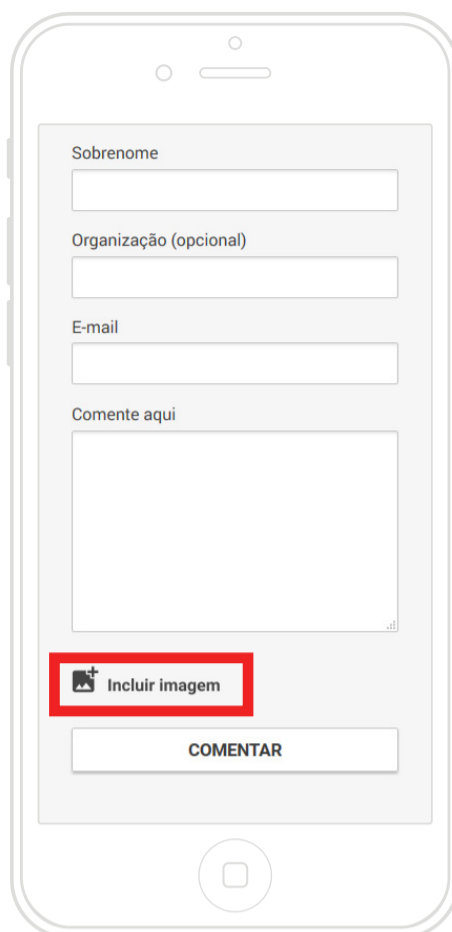 Sobrenome
Organização (opcional)
E-mail
Comente aqui
Incluir imagem
COMENTAR